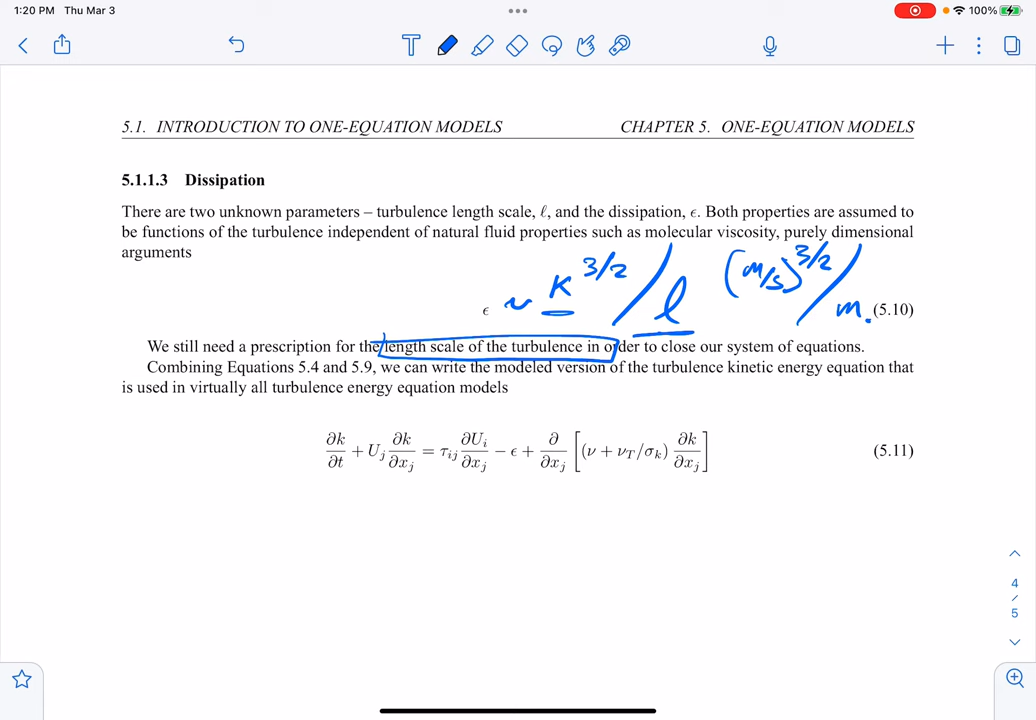 1:20 PM Thu Mar 3
100%
5.1. INTRODUCTION TO ONE-EQUATION MODELS CHAPTER 5. ONE-EQUATION MODELS
5.1.1.3 Dissipation
There are two unknown parameters – turbulence length scale, ℓ, and the dissipation, ϵ. Both properties are assumed to
be functions of the turbulence independent of natural fluid properties such as molecular viscosity, purely dimensional
arguments
ϵ ~ k^{3/2} / l (m/s)^{3/2} / m. (5.10)
We still need a prescription for the length scale of the turbulence in order to close our system of equations.
Combining Equations 5.4 and 5.9, we can write the modeled version of the turbulence kinetic energy equation that
is used in virtually all turbulence energy equation models
∂k/∂t + U_j ∂k/∂x_j = τ_{ij} ∂U_i/∂x_j − ϵ + ∂/∂x_j [(ν + ν_T/σ_k) ∂k/∂x_j] (5.11)
4
/
5